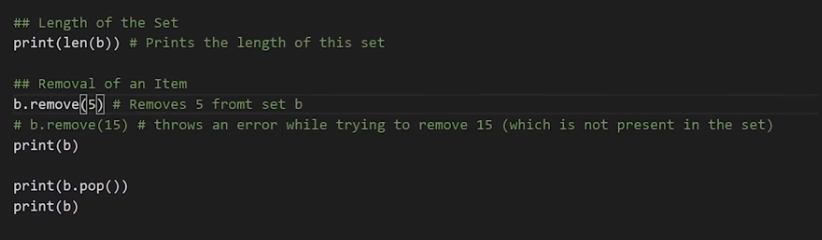 ## Length of the Set
print(len(b)) # Prints the length of this set
## Removal of an Item
b.remove(5) # Removes 5 fromt set b
# b.remove(15) # throws an error while trying to remove 15 (which is not present in the set)
print(b)
print(b.pop())
print(b)